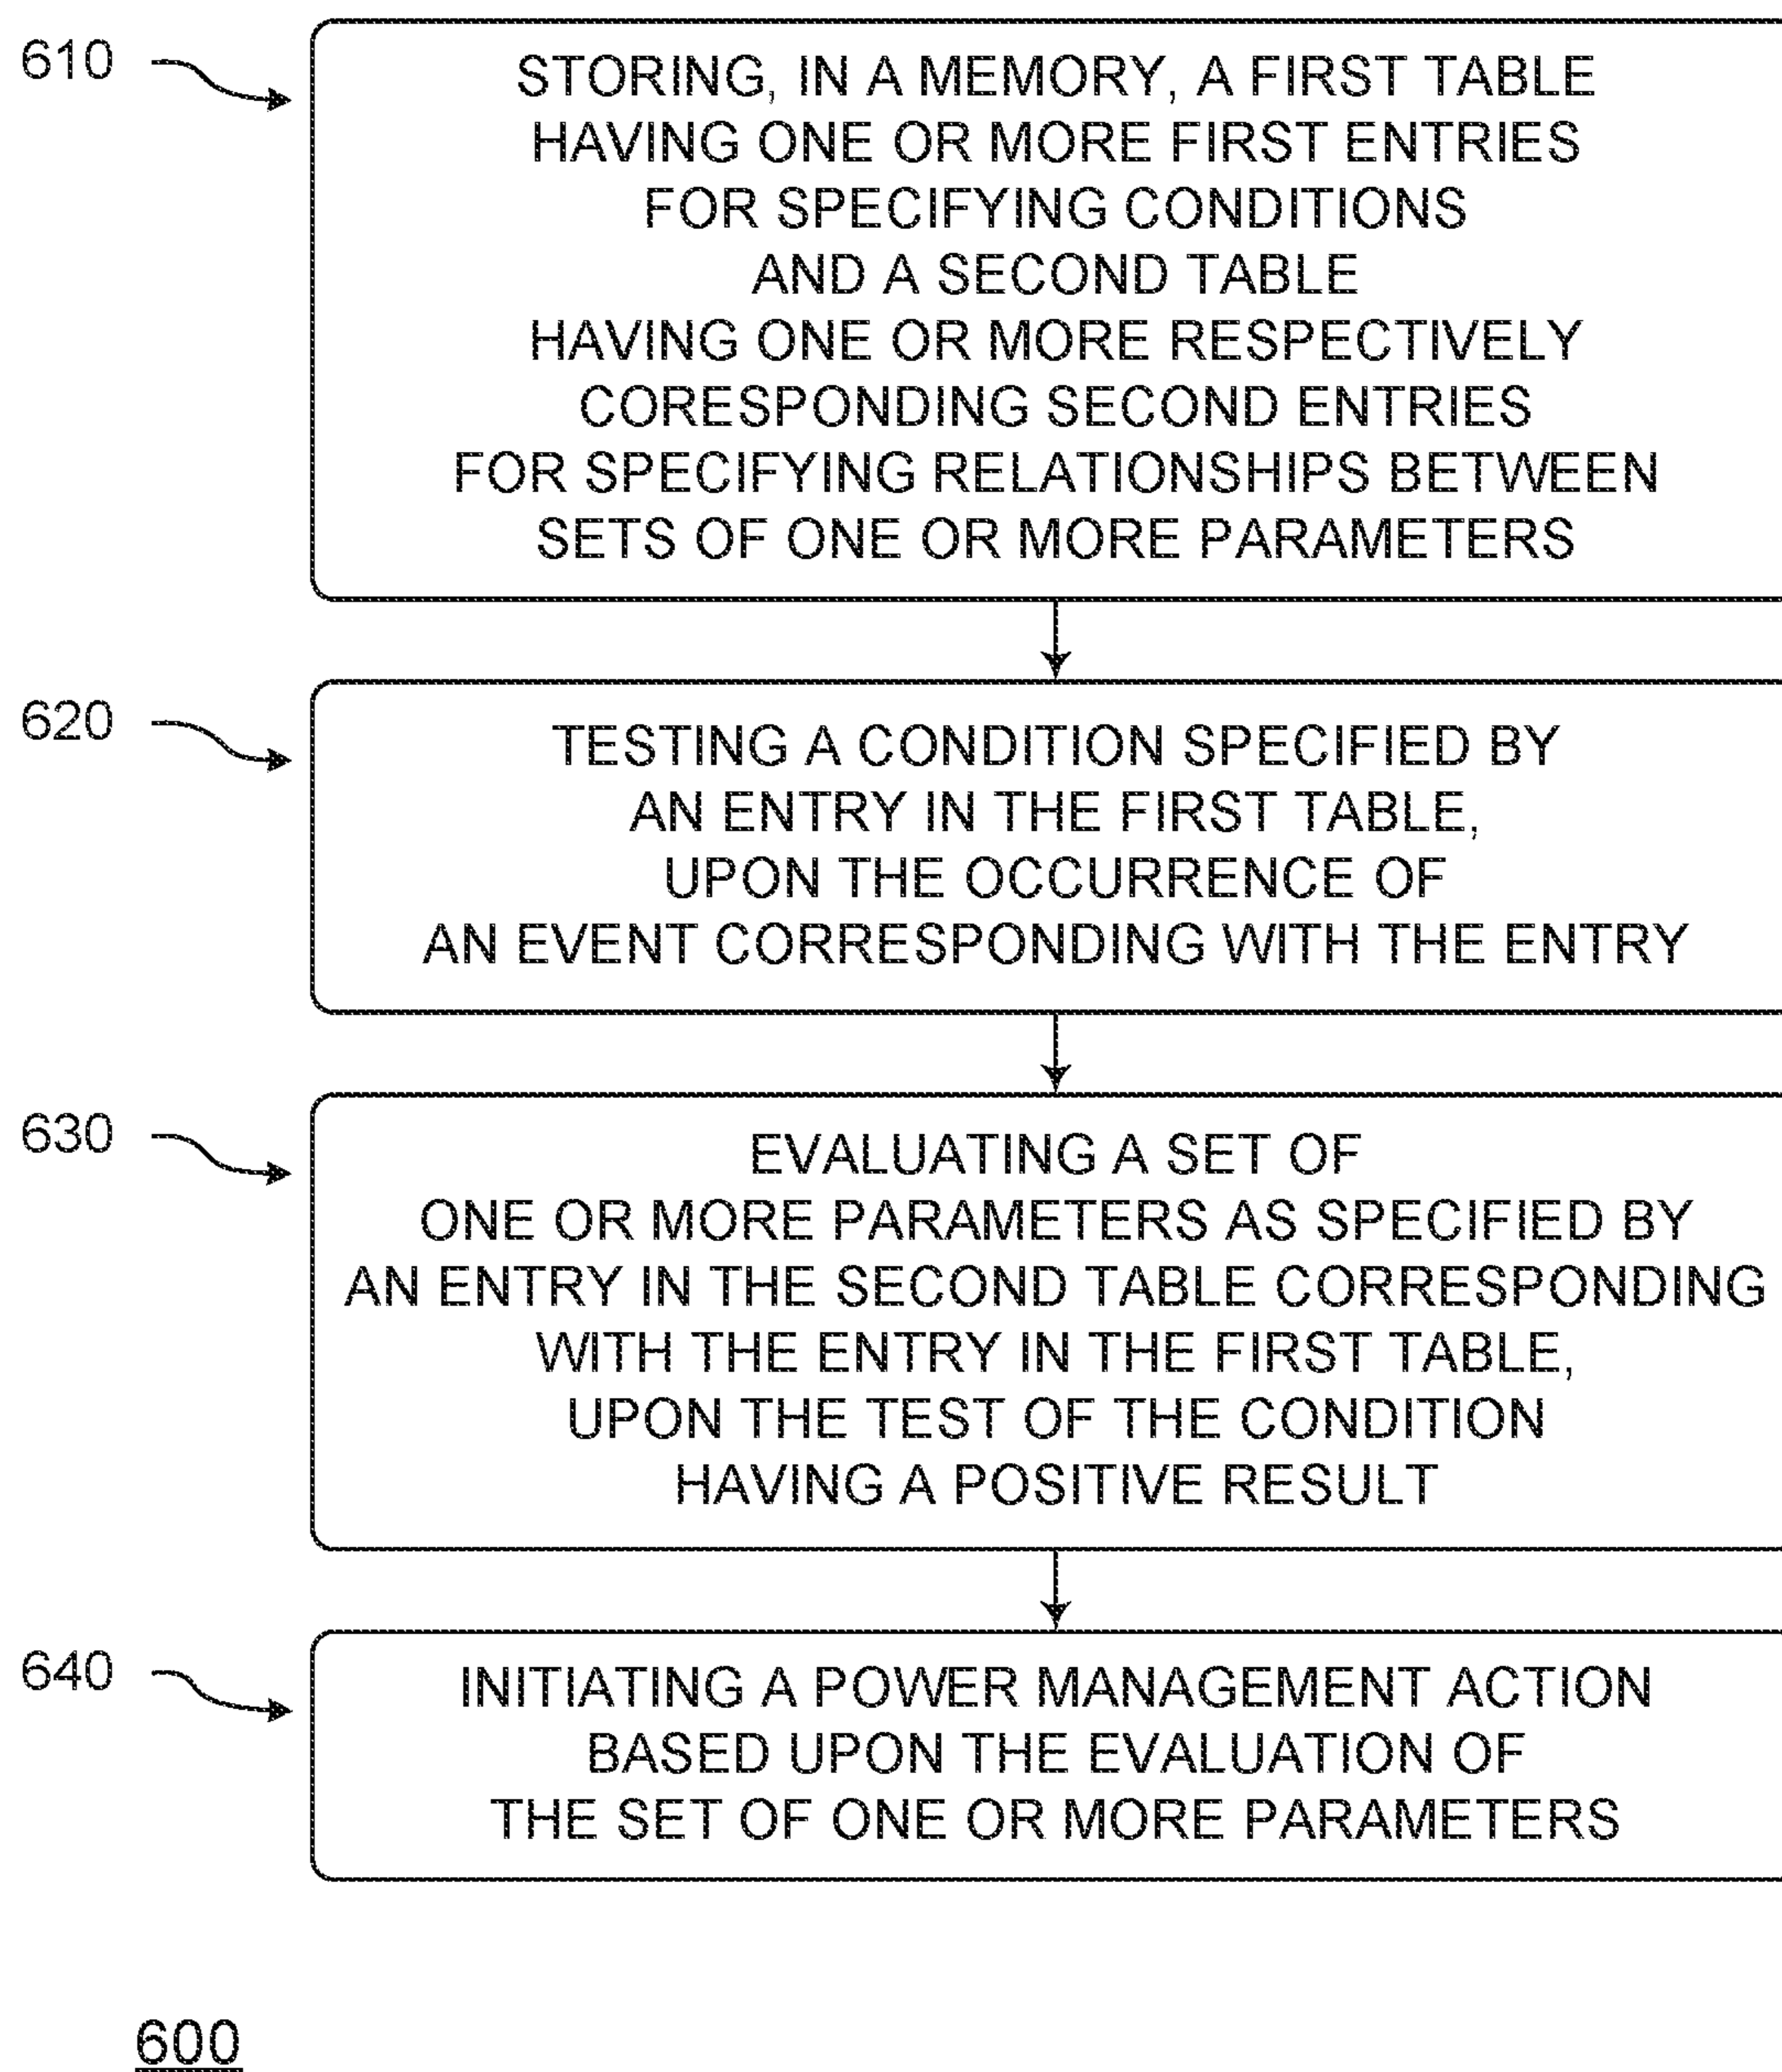 610
STORING, IN A MEMORY, A FIRST TABLE
HAVING ONE OR MORE FIRST ENTRIES
FOR SPECIFYING CONDITIONS
AND A SECOND TABLE
HAVING ONE OR MORE RESPECTIVELY
CORESPONDING SECOND ENTRIES
FOR SPECIFYING RELATIONSHIPS BETWEEN
SETS OF ONE OR MORE PARAMETERS
620
TESTING A CONDITION SPECIFIED BY
AN ENTRY IN THE FIRST TABLE,
UPON THE OCCURRENCE OF
AN EVENT CORRESPONDING WITH THE ENTRY
630
EVALUATING A SET OF
ONE OR MORE PARAMETERS AS SPECIFIED BY
AN ENTRY IN THE SECOND TABLE CORRESPONDING
WITH THE ENTRY IN THE FIRST TABLE,
UPON THE TEST OF THE CONDITION
HAVING A POSITIVE RESULT
640
INITIATING A POWER MANAGEMENT ACTION
BASED UPON THE EVALUATION OF
THE SET OF ONE OR MORE PARAMETERS
600